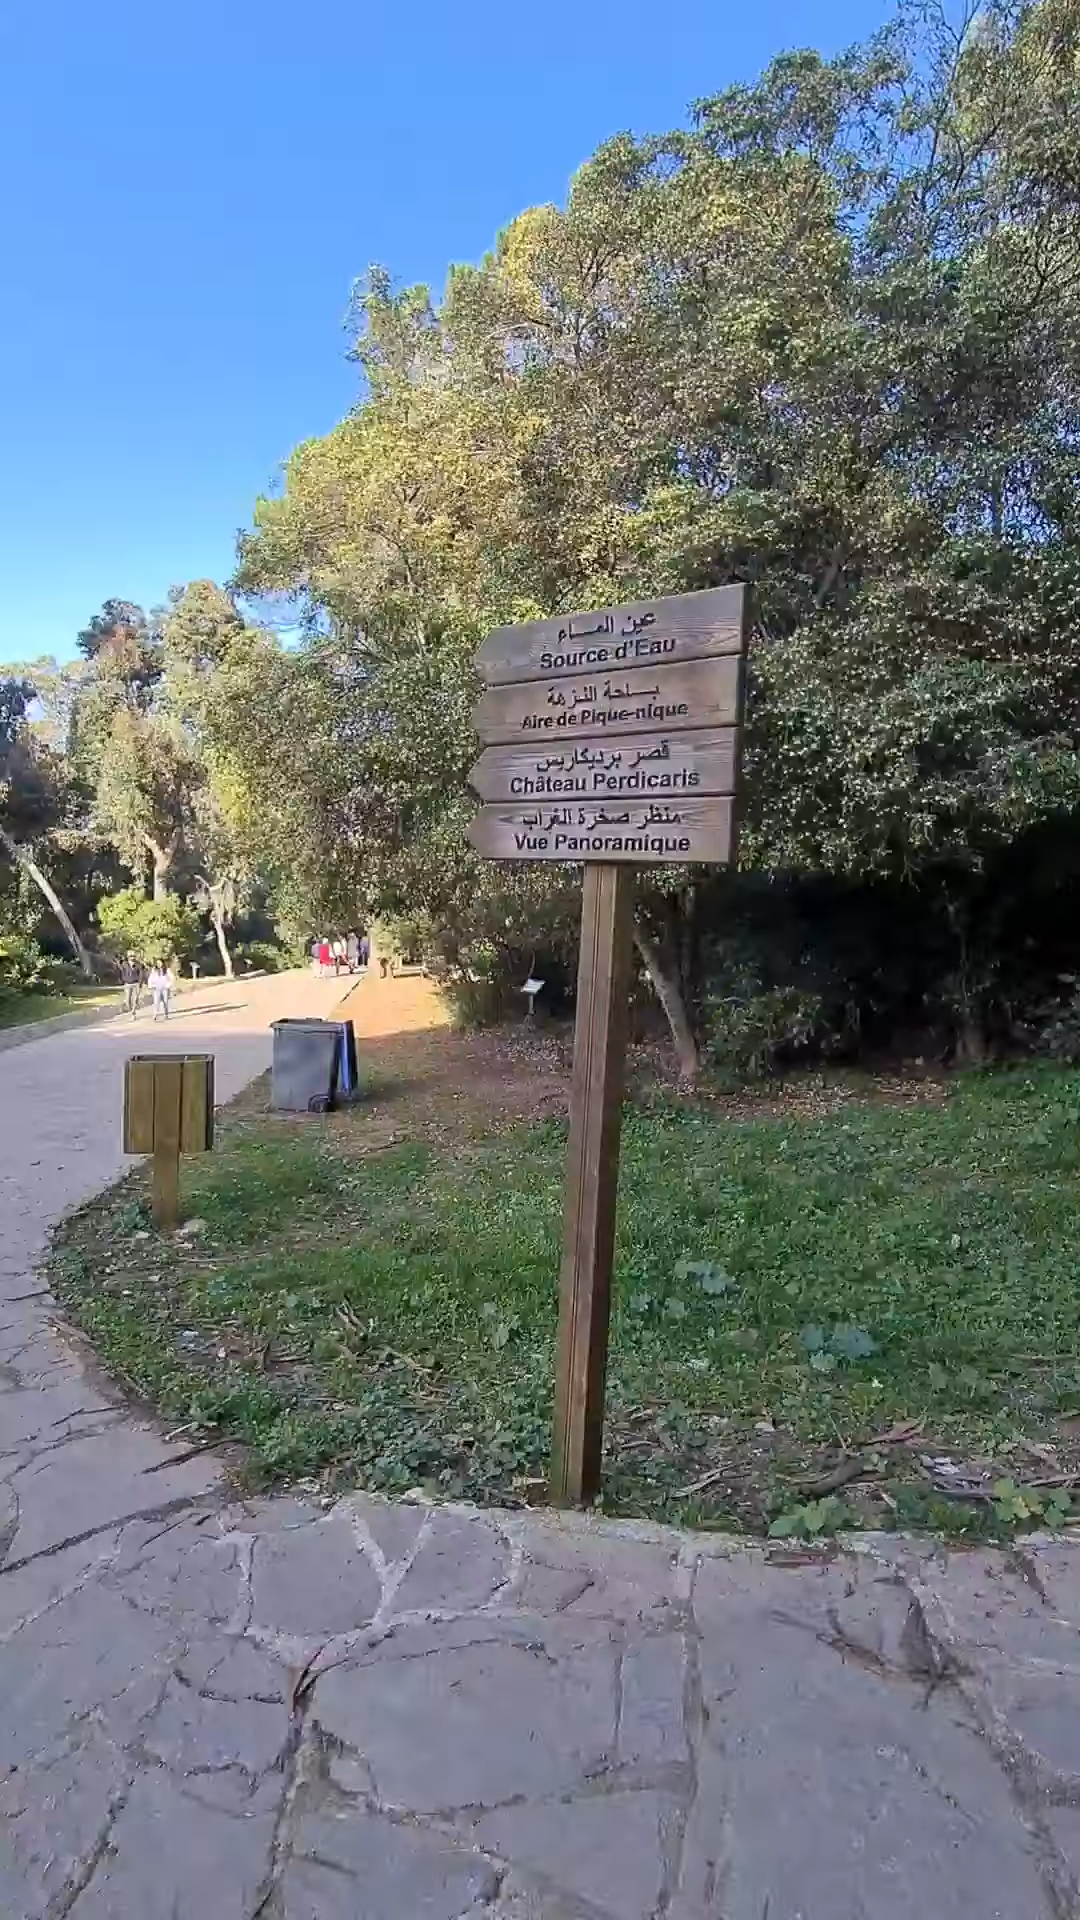 عين الماء
Source d'Eau
باحة النزهة
Aire de Pique-nique
قصر برديكاريس
Château Perdicaris
منظر صخرة الغراب
Vue Panoramique